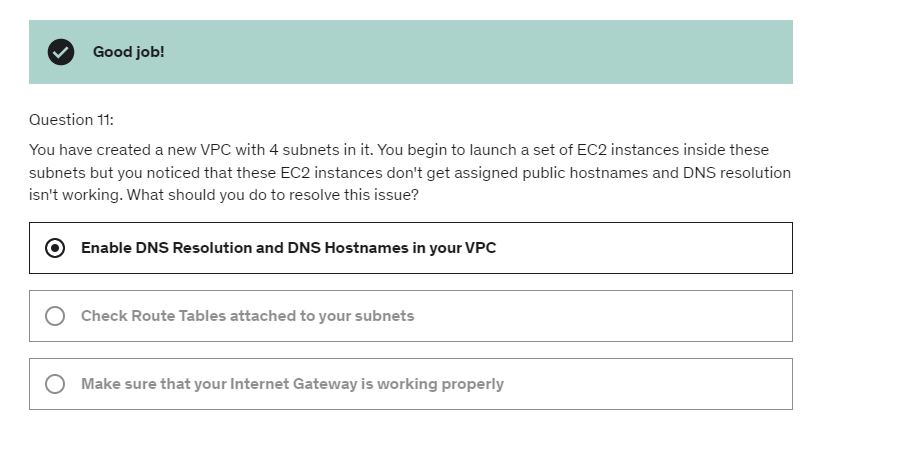 Good job!
Question 11:
You have created a new VPC with 4 subnets in it. You begin to launch a set of EC2 instances inside these
subnets but you noticed that these EC2 instances don't get assigned public hostnames and DNS resolution
isn't working. What should you do to resolve this issue?
Enable DNS Resolution and DNS Hostnames in your VPC
Check Route Tables attached to your subnets
Make sure that your Internet Gateway is working properly